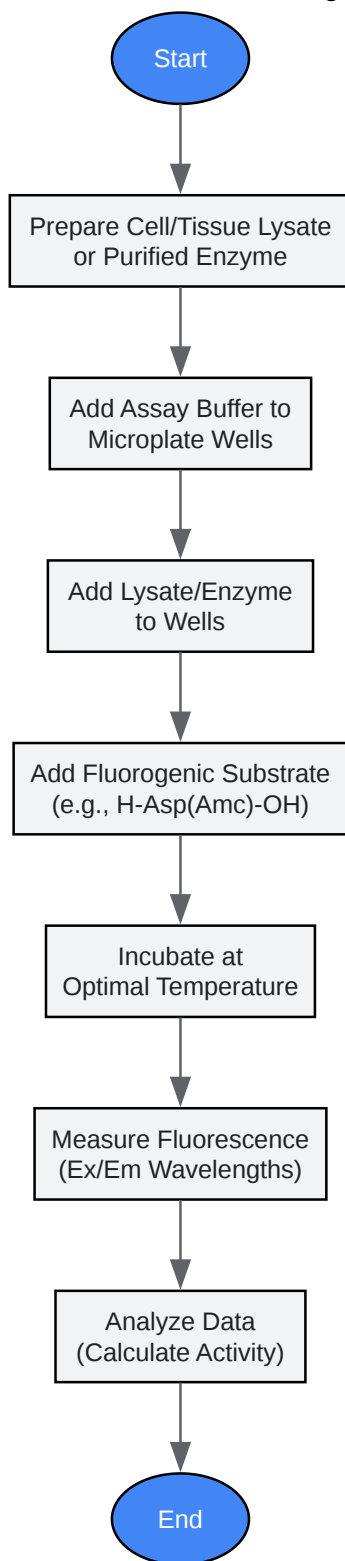 Start
Prepare Cell/Tissue Lysate
or Purified Enzyme
Add Assay Buffer to
Microplate Wells
Add Lysate/Enzyme
to Wells
Add Fluorogenic Substrate
(e.g., H-Asp(Amc)-OH)
Incubate at
Optimal Temperature
Measure Fluorescence
(Ex/Em Wavelengths)
Analyze Data
(Calculate Activity)
End